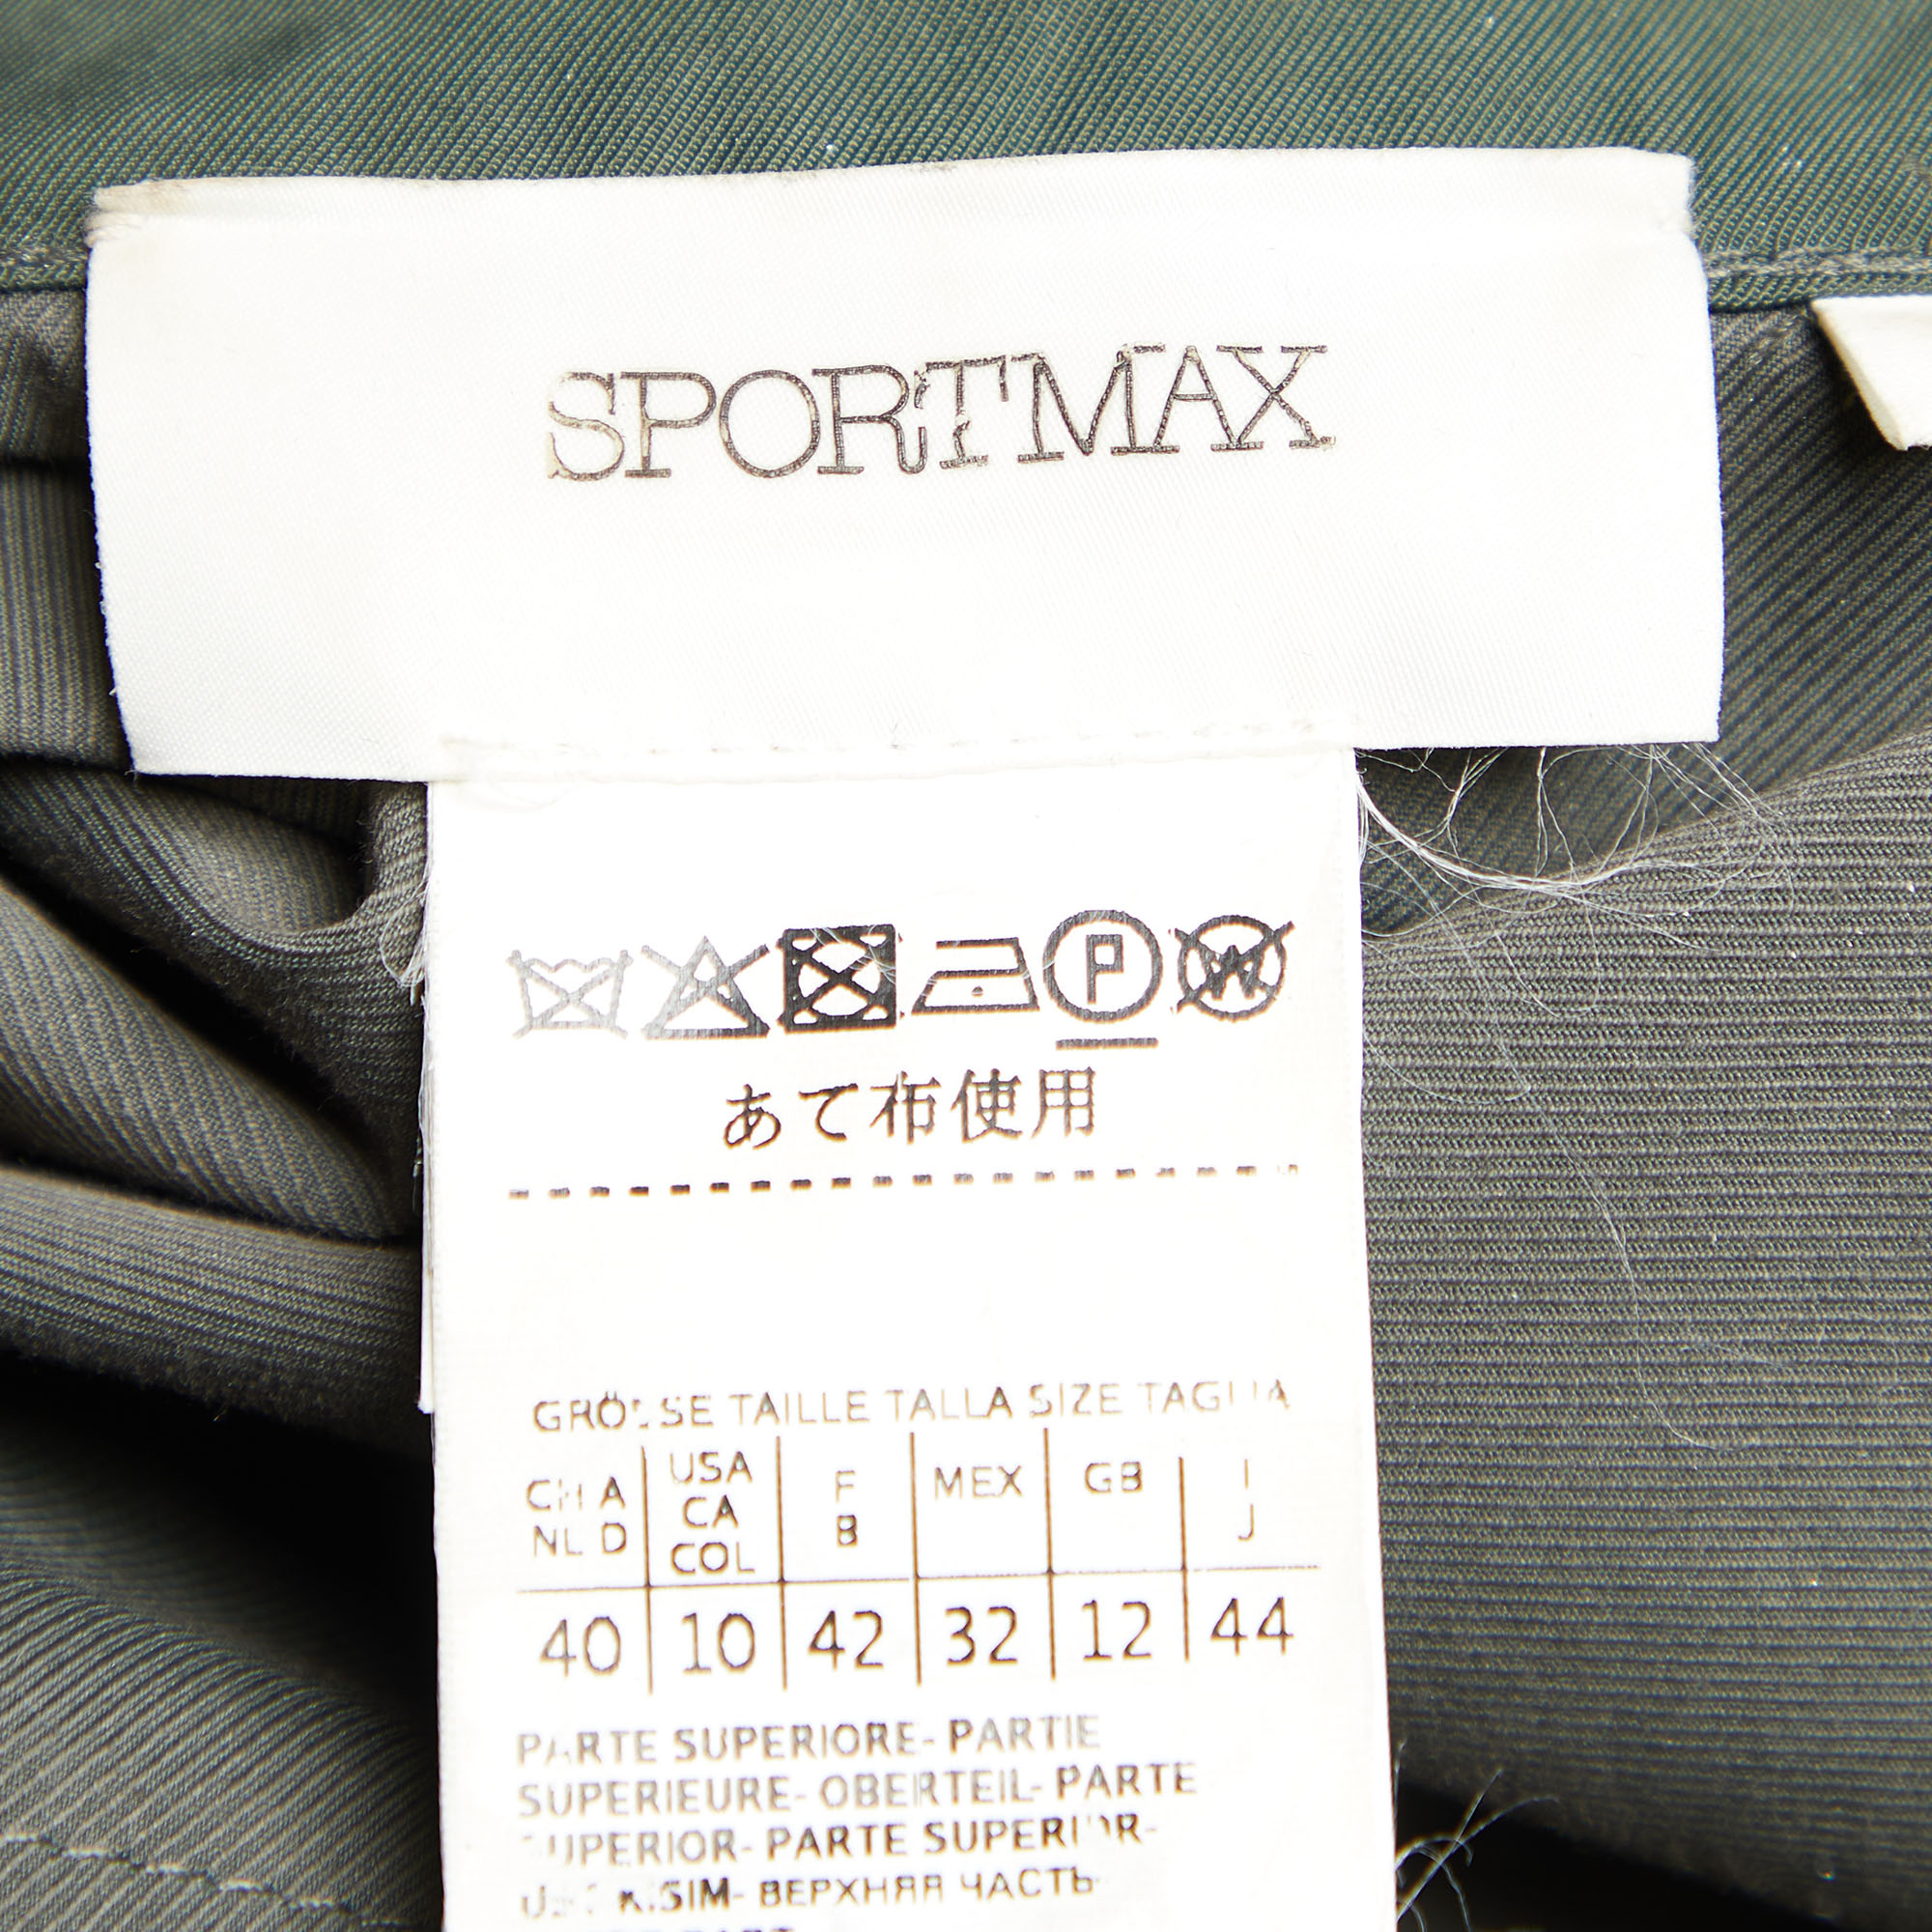 SPORTMAX
P W
あて布使用
GRÖSSE TAILLE TALLA SIZE TAGLIA
CH A NL D
USA CA COL
F B
MEX
GB
I J
40 10 42 32 12 44
PARTE SUPERIORE- PARTIE
SUPERIEURE- OBERTEIL- PARTE
SUPERIOR- PARTE SUPERIOR-
ВЕРХНЯЯ ЧАСТЬ-